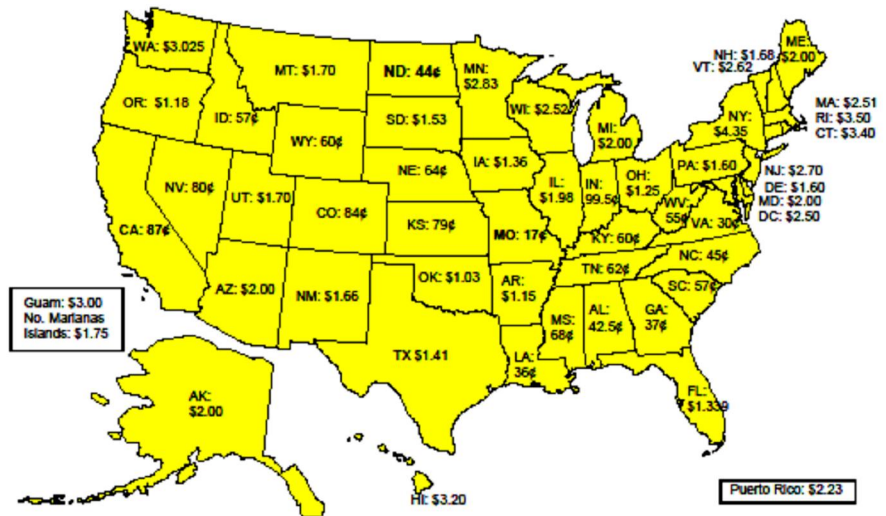 WA: $3.025
MT: $1.70
ND: 44¢
MN:
$2.83
NH: $1.68
VT: $2.62
ME:
$2.00
OR: $1.18
ID: 57¢
SD: $1.53
WI: $2.52
MI:
$2.00
NY:
$4.35
MA: $2.51
RI: $3.50
CT: $3.40
WY: 60¢
IA: $1.36
NE: 64¢
PA: $1.60
NJ: $2.70
DE: $1.60
MD: $2.00
DC: $2.50
NV: 80¢
UT: $1.70
CO: 84¢
KS: 79¢
IL:
$1.98
IN:
99.5¢
OH:
$1.25
WV:
55¢
VA: 30¢
CA: 87¢
MO: 17¢
KY: 60¢
TN: 62¢
NC: 45¢
AZ: $2.00
NM: $1.66
OK: $1.03
AR:
$1.15
SC: 57¢
Guam: $3.00
No. Marianas
Islands: $1.75
MS:
68¢
AL:
42.5¢
GA:
37¢
TX $1.41
LA:
36¢
FL:
$1.339
AK:
$2.00
HI: $3.20
Puerto Rico: $2.23